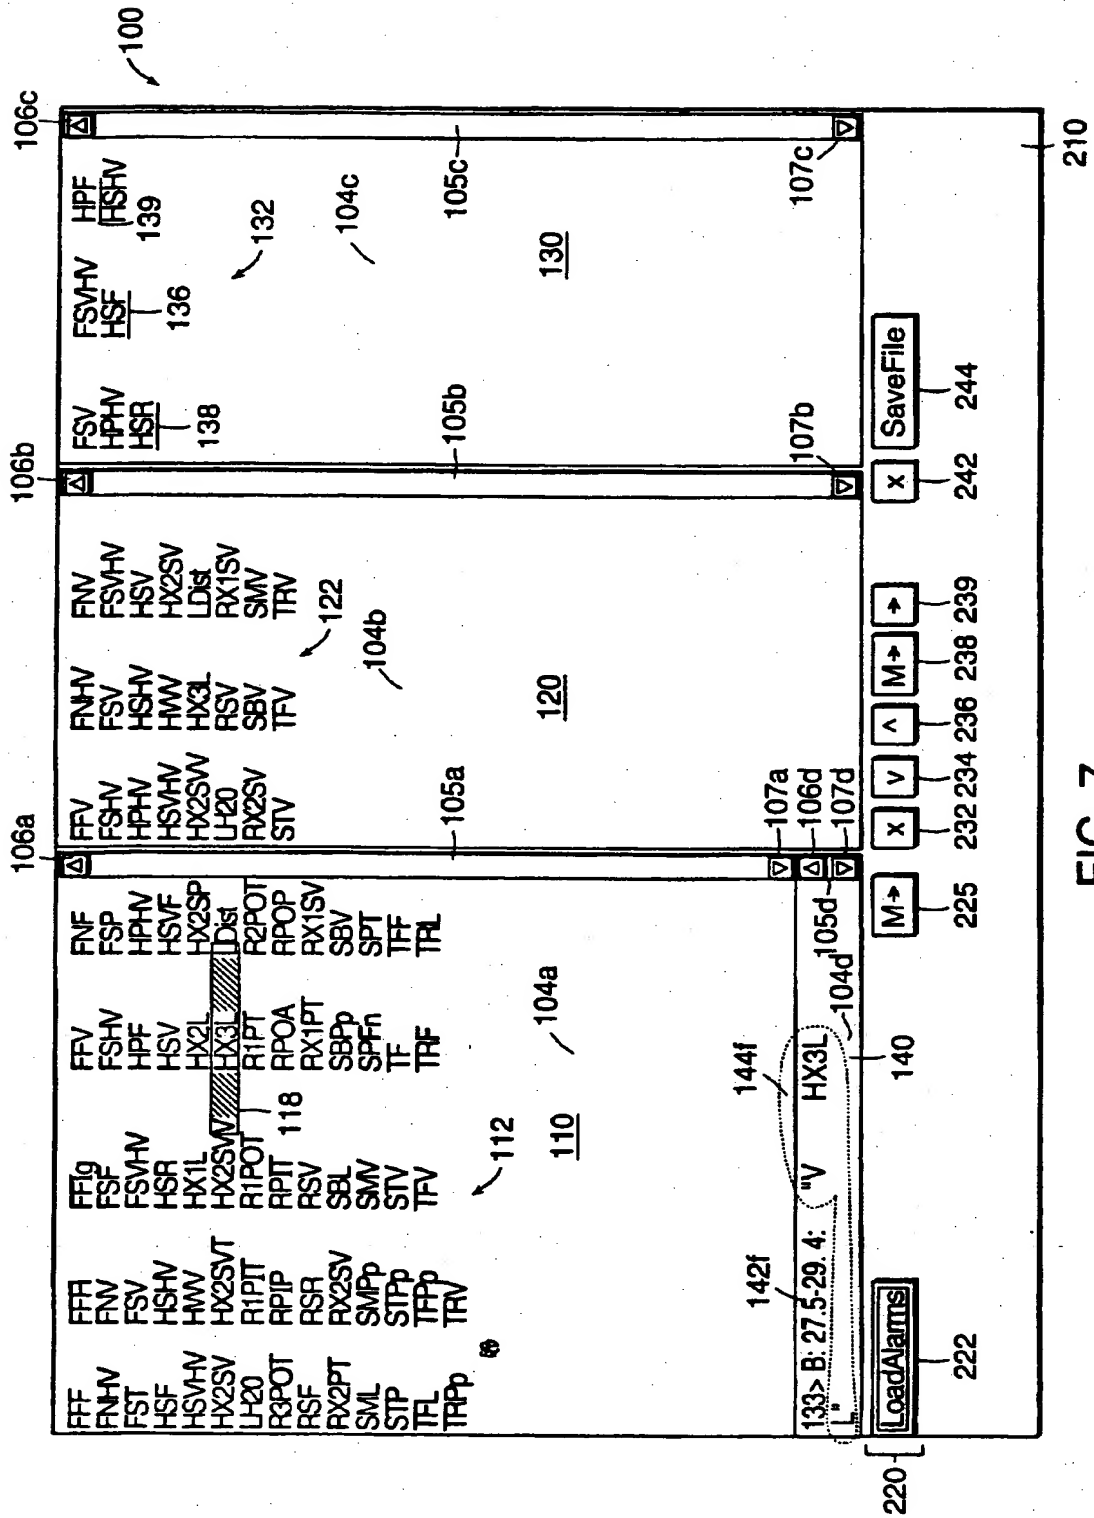 106a 106b 106c 100
FFF FFR FFlg FFV FNF
FNHV FNV FSF FSHV FSP
FST FSV FSVHV HPF HPHV
HSF HSHV HSR HSV HSVF
HSVHV HWV HX1L HX2L HX2SP
HX2SV HX2SVT HX2SVV HX3L LDist
LH20 R1PIT R1POT R1PT R2POT
R3POT RPIP RPIT RPOA RPOP
RSF RSR RSV RX1PT RX1SV
RX2PT RX2SV SBL SBPp SBV
SML SMPp SMV SPFn SPT
STP STPp STV TF TFF
TFL TFPp TFV TRF TRL
TRPp TRV
118
112
104a
110
105a
FFV FNHV FNV
FSHV FSV FSVHV
HPHV HSHV HSV
HSVHV HWV HX2SV
HX2SVV HX3L LDist
LH20 RSV RX1SV
RX2SV SBV SMV
STV TFV TRV
122
104b
120
105b
FSV FSVHV HPF
HPHV HSF HSHV
HSR
138 136 139
132
104c
130
105c
142f 144f 107a 107b 107c
106d
107d
105d
104d
133> B: 27.5-29. 4: "V HX3L
L"
140
LoadAlarms M→ x v ^ M→ → x SaveFile
220 222 225 232 234 236 238 239 242 244 210
FIG. 7